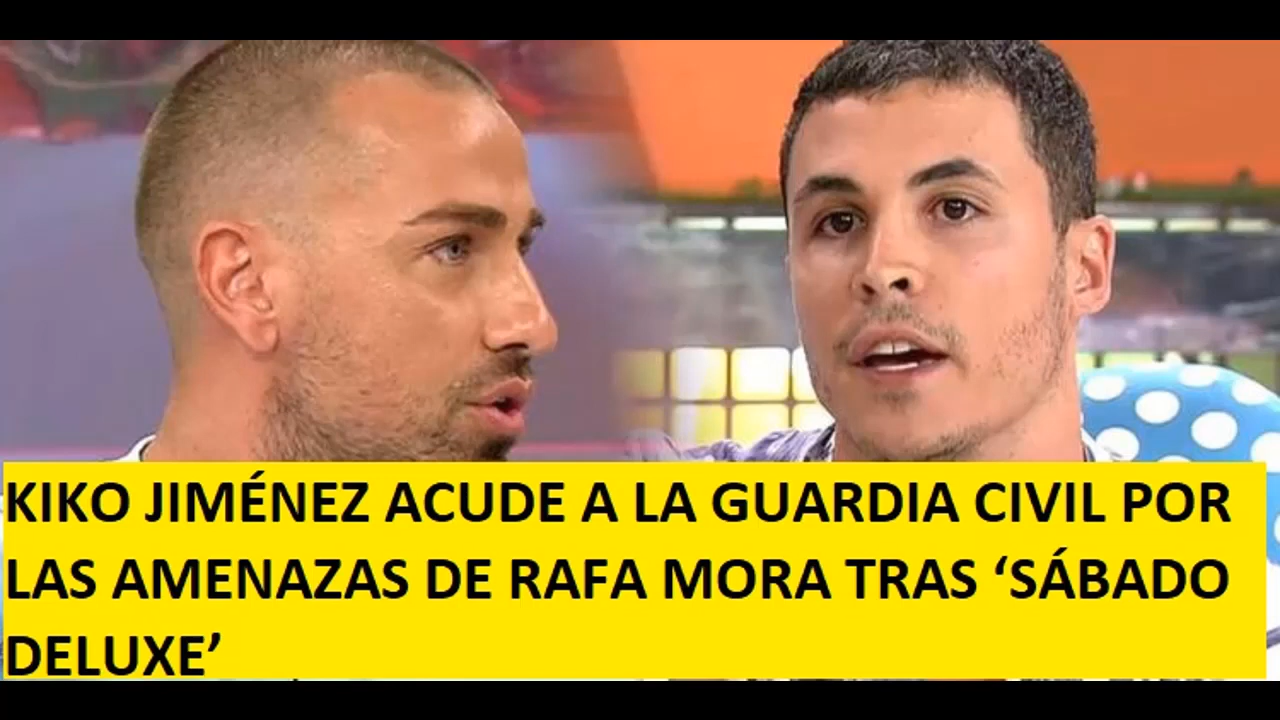 KIKO JIMÉNEZ ACUDE A LA GUARDIA CIVIL POR
LAS AMENAZAS DE RAFA MORA TRAS ‘SÁBADO
DELUXE’